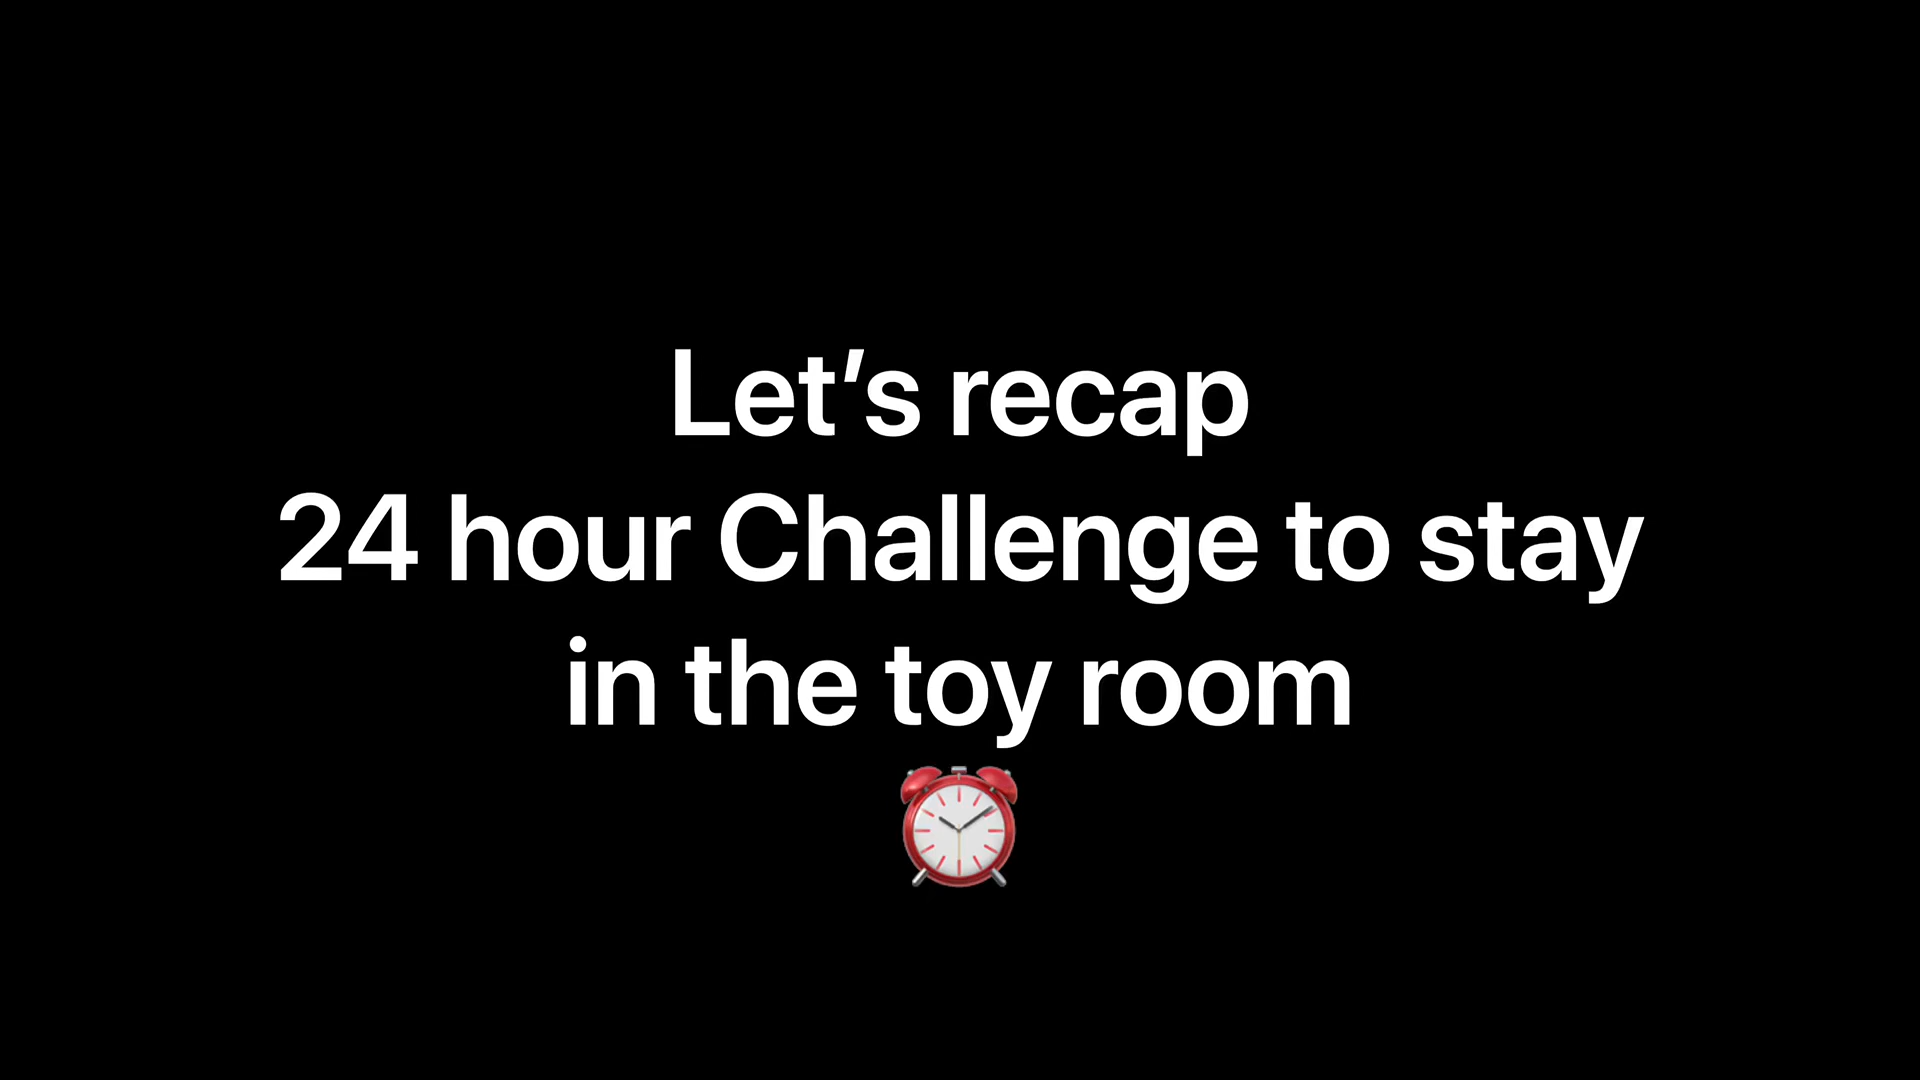 Let’s recap
24 hour Challenge to stay
in the toy room
⏰